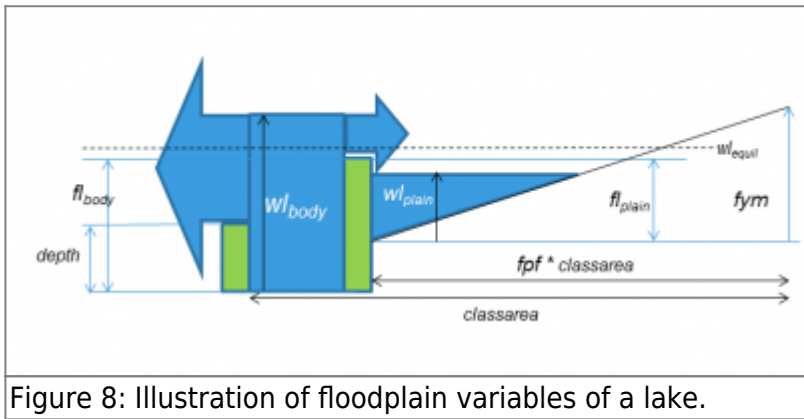 wl_equil
fl_body
wl_body
wl_plain
fl_plain
fym
depth
fpf * classarea
classarea
Figure 8: Illustration of floodplain variables of a lake.